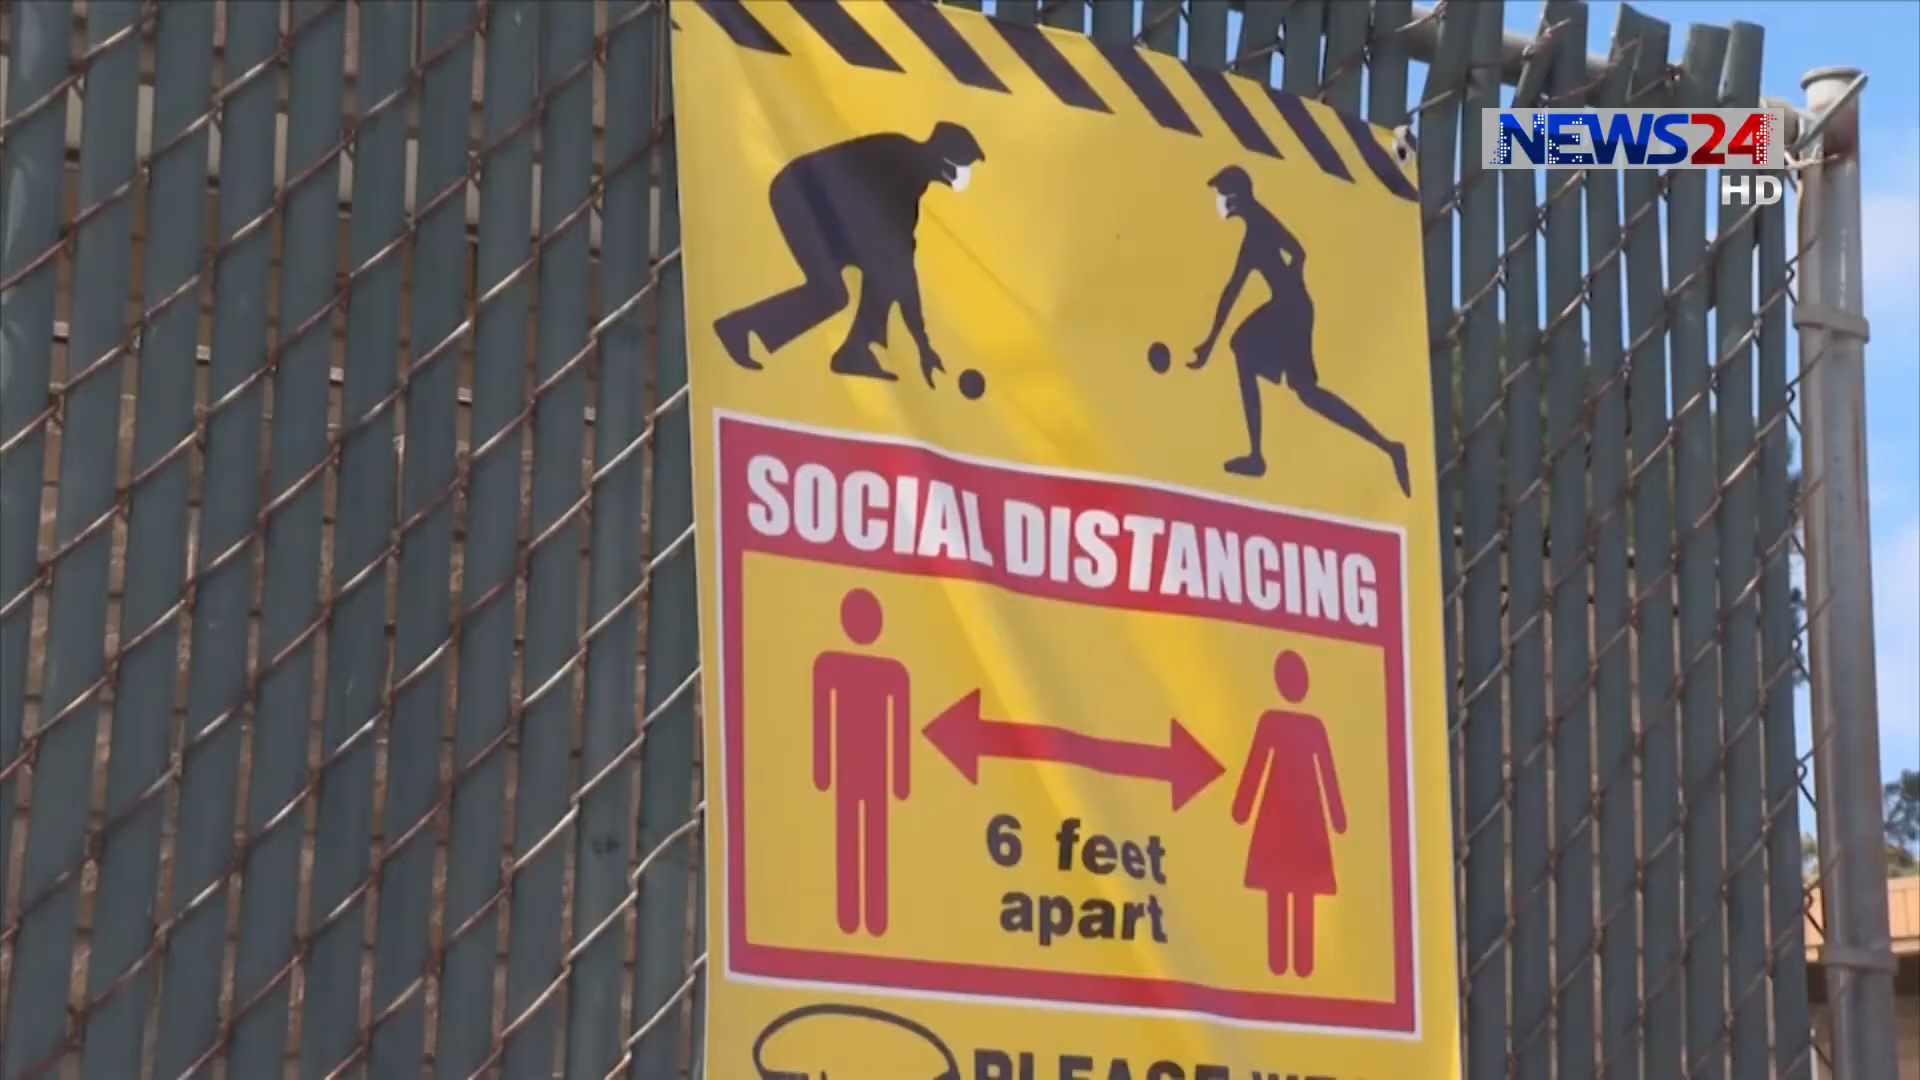 NEWS24
HD
SOCIAL DISTANCING
6 feet
apart
PLEASE